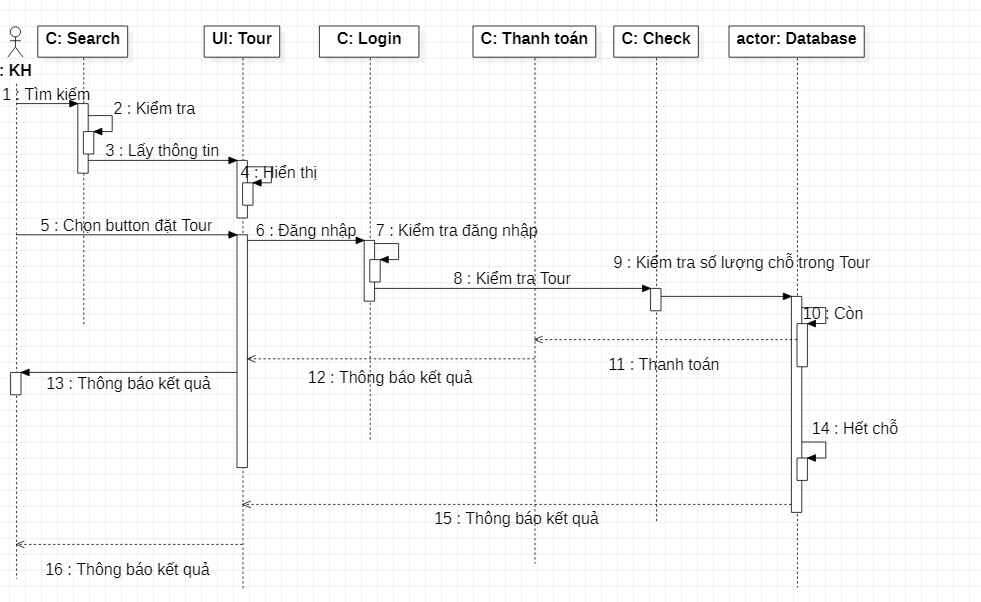 C: Search
UI: Tour
C: Login
C: Thanh toán
C: Check
actor: Database
: KH
1 : Tìm kiếm
2 : Kiểm tra
3 : Lấy thông tin
4 : Hiển thị
5 : Chọn button đặt Tour
6 : Đăng nhập
7 : Kiểm tra đăng nhập
8 : Kiểm tra Tour
9 : Kiểm tra số lượng chỗ trong Tour
10 : Còn
11 : Thanh toán
12 : Thông báo kết quả
13 : Thông báo kết quả
14 : Hết chỗ
15 : Thông báo kết quả
16 : Thông báo kết quả